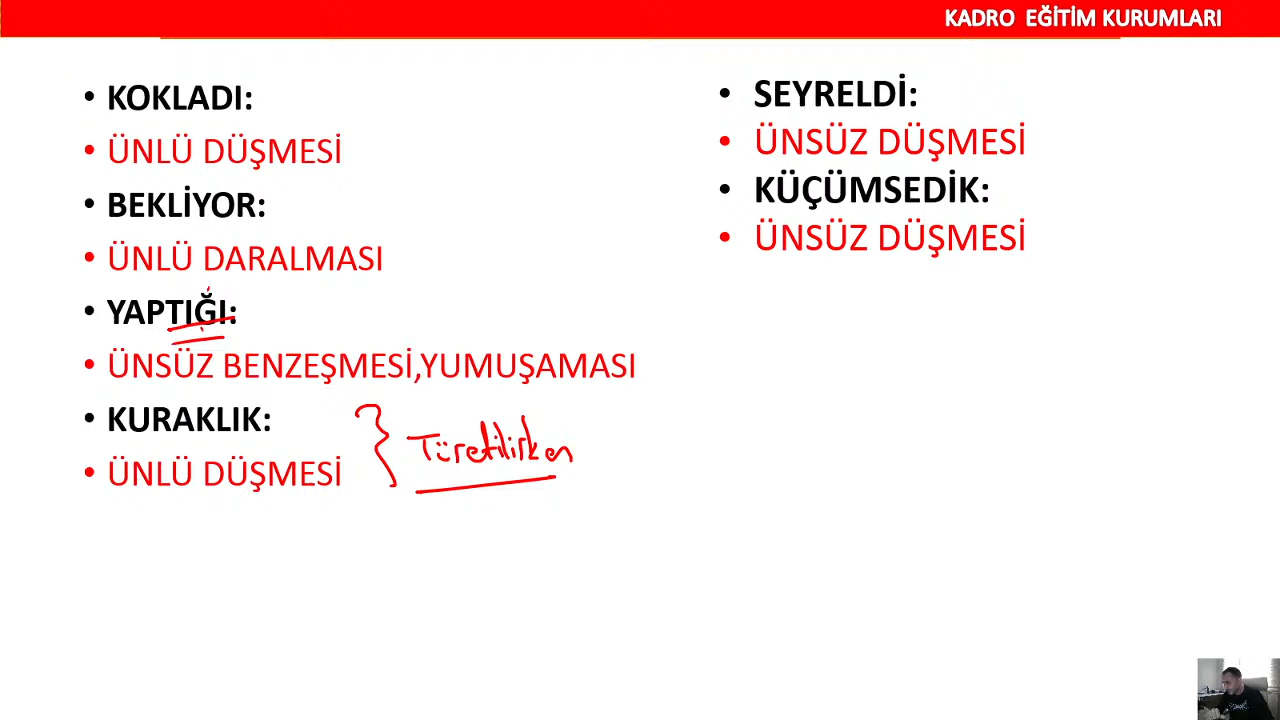 KADRO EĞİTİM KURUMLARI
• KOKLADI:
• ÜNLÜ DÜŞMESİ
• BEKLİYOR:
• ÜNLÜ DARALMASI
• YAPTIĞI:
• ÜNSÜZ BENZEŞMESİ,YUMUŞAMASI
• KURAKLIK:
• ÜNLÜ DÜŞMESİ
Türetilirken
• SEYRELDİ:
• ÜNSÜZ DÜŞMESİ
• KÜÇÜMSEDİK:
• ÜNSÜZ DÜŞMESİ